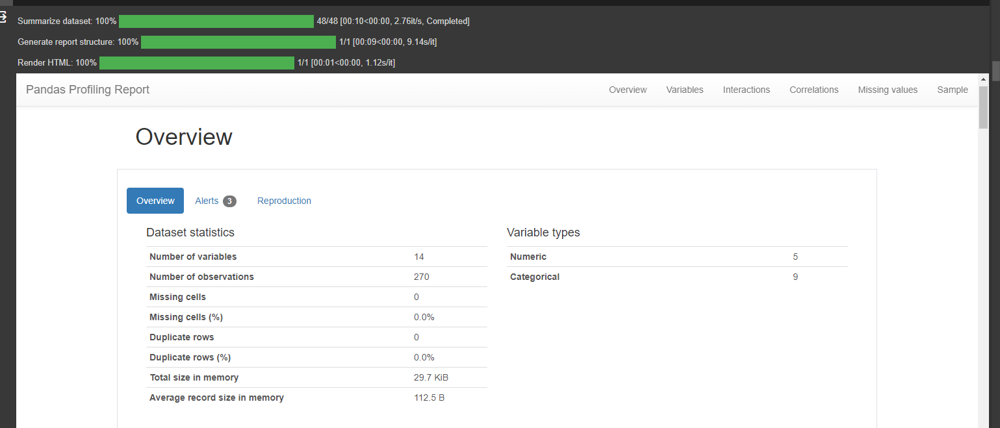 Summarize dataset: 100% 48/48 [00:10<00:00, 2.76it/s, Completed]
Generate report structure: 100% 1/1 [00:09<00:00, 9.14s/it]
Render HTML: 100% 1/1 [00:01<00:00, 1.12s/it]
Pandas Profiling Report Overview Variables Interactions Correlations Missing values Sample
Overview
Overview Alerts 3 Reproduction
Dataset statistics
Number of variables 14
Number of observations 270
Missing cells 0
Missing cells (%) 0.0%
Duplicate rows 0
Duplicate rows (%) 0.0%
Total size in memory 29.7 KiB
Average record size in memory 112.5 B
Variable types
Numeric 5
Categorical 9